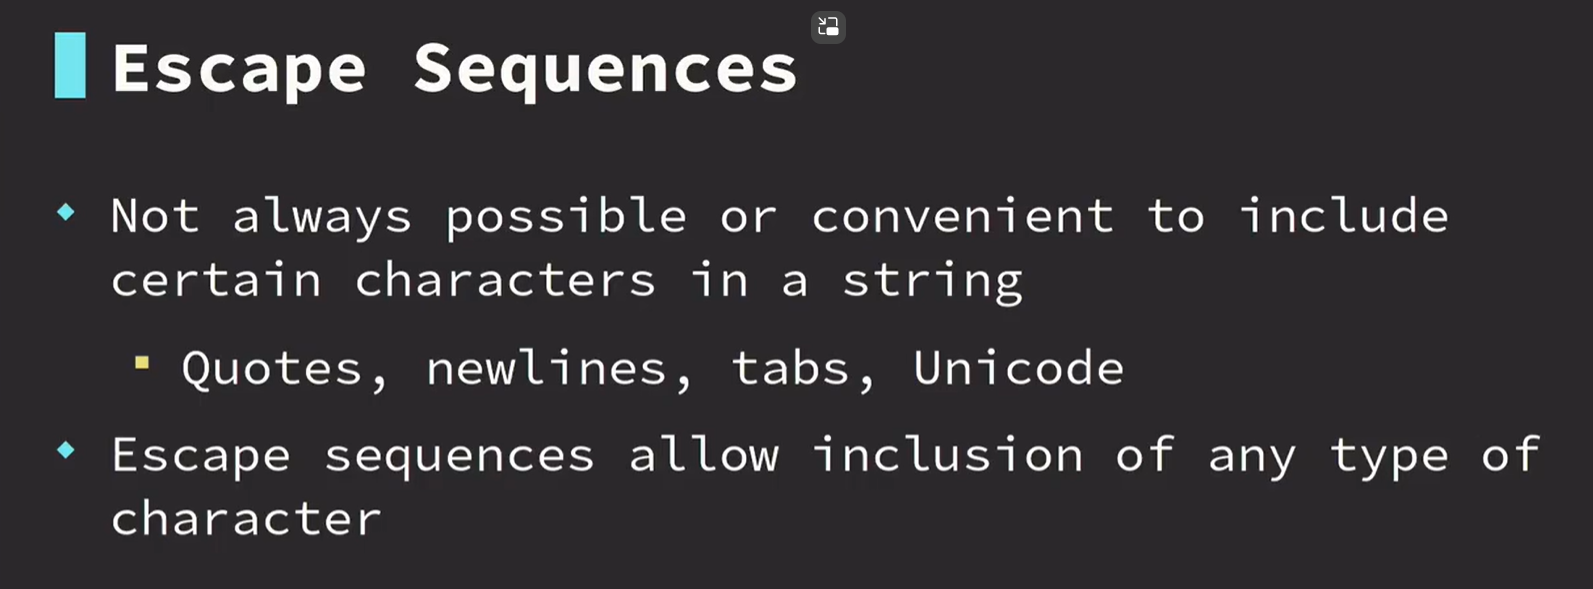 Escape Sequences
Not always possible or convenient to include
certain characters in a string
Quotes, newlines, tabs, Unicode
Escape sequences allow inclusion of any type of
character